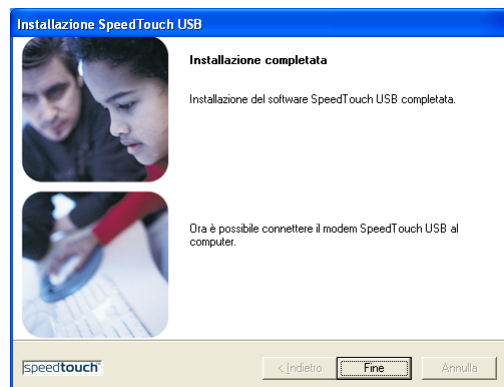 Installazione SpeedTouch USB
Installazione completata
Installazione del software SpeedTouch USB completata.
Ora è possibile connettere il modem SpeedTouch USB al
computer.
speedtouch™
< Indietro
Fine
Annulla